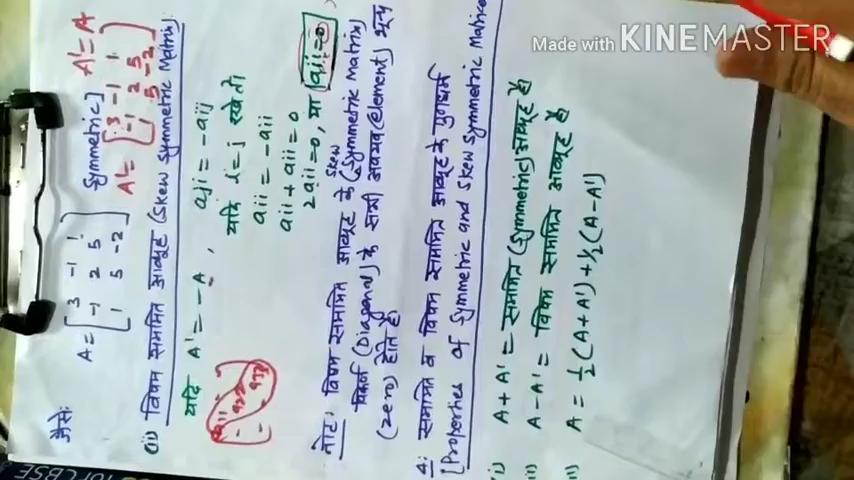 जैसे: A = [3 -1 1
-1 2 5
1 5 -2] [Symmetric]
A' = A
A' = [3 -1 1
-1 2 5
1 5 -2]
(ii) विषम सममित आव्यूह (Skew Symmetric Matrix):
यदि A' = -A , aji = -aij
यदि i = j रखे तो
aii = -aii
aii + aii = 0
2aii = 0, या aii = 0
नोट: विषम सममित आव्यूह के (Skew Symmetric Matrix)
विकर्ण (Diagonal) के सभी अवयव (Element) शून्य
(zero) होते है
4: सममित व विषम सममित आव्यूह के गुणधर्म
[Properties of Symmetric and Skew Symmetric Matrice
i) A + A' = सममित (Symmetric) आव्यूह है
ii) A - A' = विषम सममित आव्यूह है
A = ½ (A + A') + ½ (A - A')
Made with KINEMASTER
CBSE